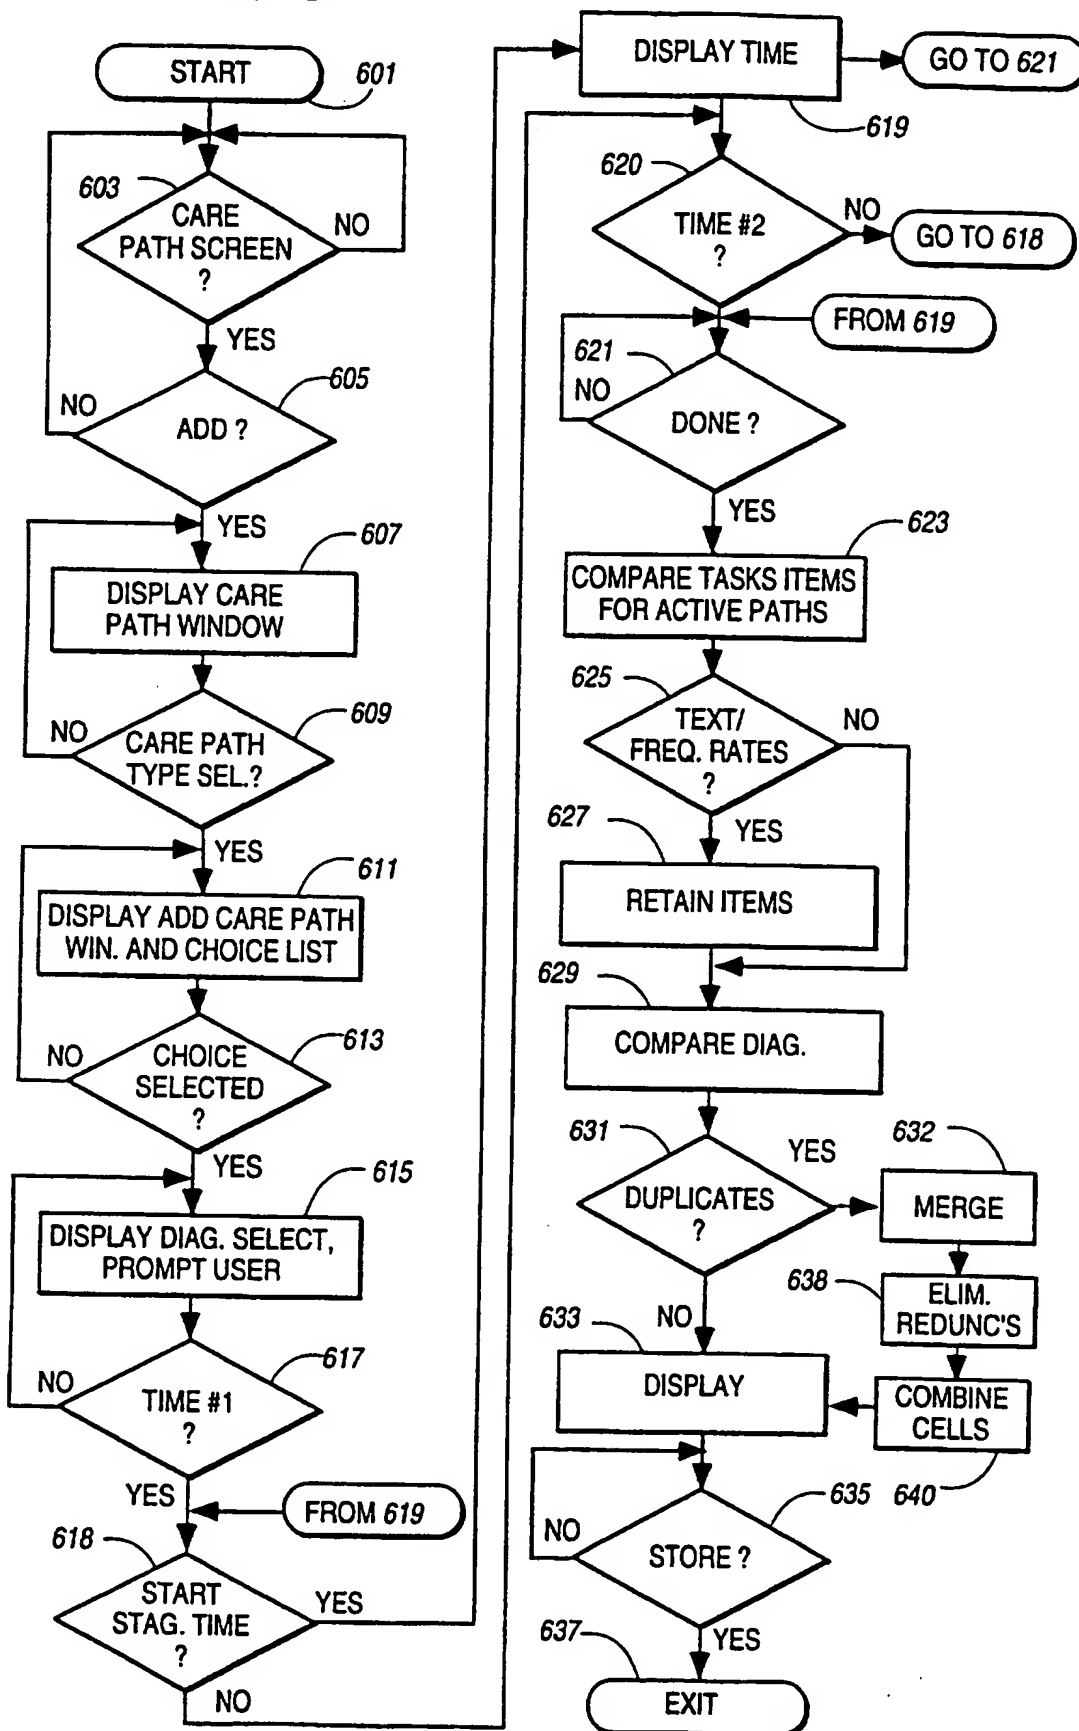 START
601
603
CARE
PATH SCREEN
?
NO
YES
605
NO
ADD ?
YES
607
DISPLAY CARE
PATH WINDOW
609
NO
CARE PATH
TYPE SEL.?
YES
611
DISPLAY ADD CARE PATH
WIN. AND CHOICE LIST
613
NO
CHOICE
SELECTED
?
YES
615
DISPLAY DIAG. SELECT,
PROMPT USER
617
NO
TIME #1
?
YES
FROM 619
618
START
STAG. TIME
?
YES
NO
DISPLAY TIME
GO TO 621
619
620
TIME #2
?
NO
GO TO 618
FROM 619
621
NO
DONE ?
YES
623
COMPARE TASKS ITEMS
FOR ACTIVE PATHS
625
TEXT/
FREQ. RATES
?
NO
YES
627
RETAIN ITEMS
629
COMPARE DIAG.
631
DUPLICATES
?
YES
632
MERGE
638
ELIM.
REDUNC'S
NO
633
DISPLAY
COMBINE
CELLS
640
635
NO
STORE ?
YES
637
EXIT